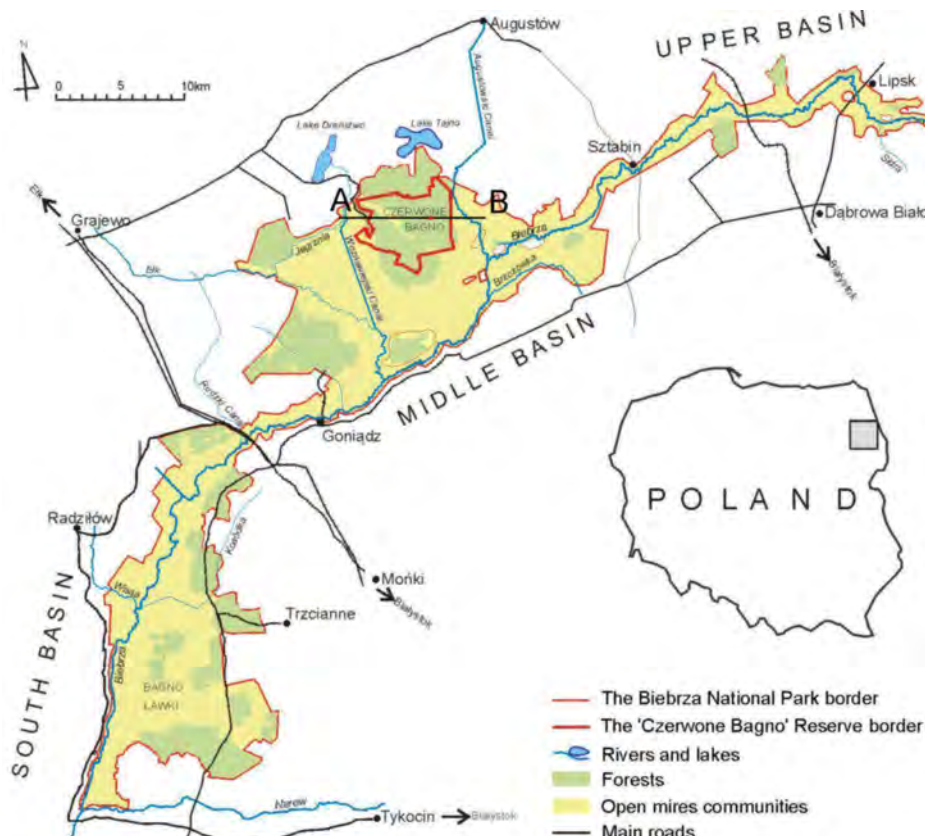 Augustów
UPPER BASIN
N
0 5 10km
Lipsk
Lake Dręstwo
Lake Tajno
Augustowski Canal
Sztabin
Sidra
Ełk
Grajewo
A B
CZERWONE
BAGNO
Dąbrowa Biało
Białystok
Biebrza
Jegrznia
Ełk
Brzozówka
Woźnawiejski Canal
MIDLLE BASIN
Rudzki Canal
Goniądz
POLAND
Radziłów
Kosódka
Wissa
Mońki
Białystok
Trzcianne
SOUTH BASIN
Biebrza
BAGNO
ŁAWKI
Narew
Tykocin
Białystok
The Biebrza National Park border
The 'Czerwone Bagno' Reserve border
Rivers and lakes
Forests
Open mires communities
Main roads